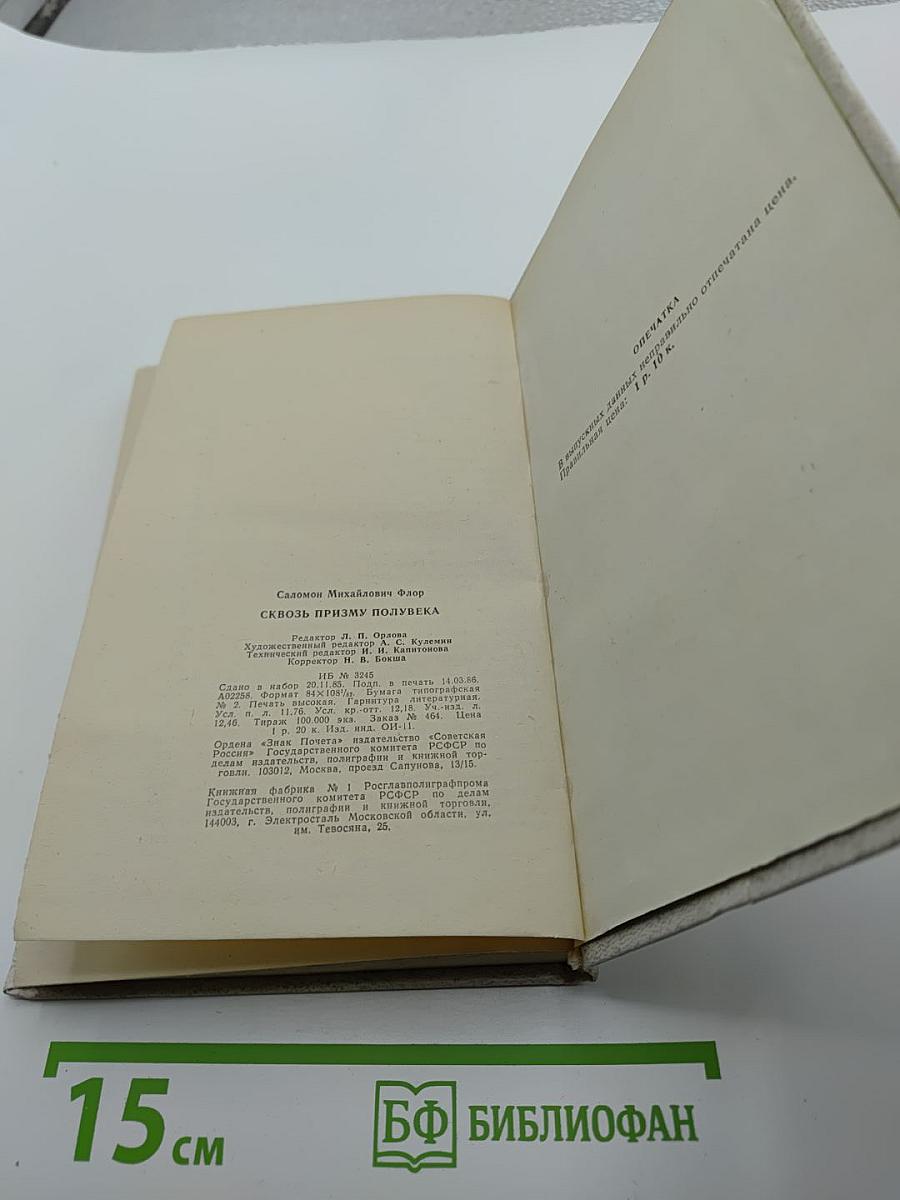 Саломон Михайлович Флор
СКВОЗЬ ПРИЗМУ ПОЛУВЕКА
Редактор Л. П. Орлова
Художественный редактор А. С. Кулемин
Технический редактор И. И. Капитонова
Корректор Н. В. Бокша
ИБ № 3245
Сдано в набор 20.11.85. Подп. в печать 14.03.86.
А02258. Формат 84×108¹/₃₂. Бумага типографская
№ 2. Печать высокая. Гарнитура литературная.
Усл. п. л. 11,76. Усл. кр.-отт. 12,18. Уч.-изд. л.
12,46. Тираж 100.000 экз. Заказ № 464. Цена
1 р. 20 к. Изд. инд. ОИ-11.
Ордена «Знак Почета» издательство «Советская
Россия» Государственного комитета РСФСР по
делам издательств, полиграфии и книжной тор-
говли. 103012, Москва, проезд Сапунова, 13/15.
Книжная фабрика № 1 Росглавполиграфпрома
Государственного комитета РСФСР по делам
издательств, полиграфии и книжной торговли,
144003, г. Электросталь Московской области, ул.
им. Тевосяна, 25.
ОПЕЧАТКА
В выпускных данных неправильно отпечатана цена.
Правильная цена: 1 р. 10 к.
15 см
БФ БИБЛИОФАН